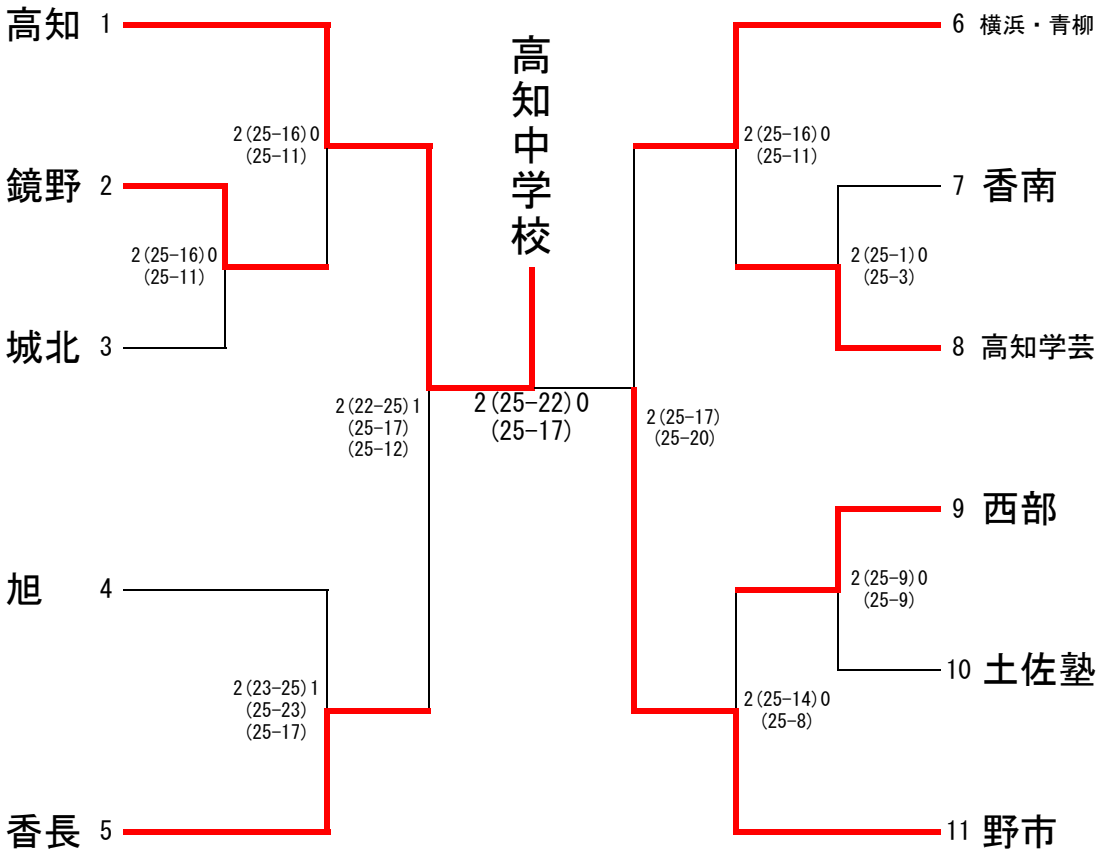 高知 1
高知中学校
6 横浜・青柳
2(25-16)0
(25-11)
2(25-16)0
(25-11)
鏡野 2
7 香南
2(25-16)0
(25-11)
2(25-1)0
(25-3)
城北 3
8 高知学芸
2(22-25)1
(25-17)
(25-12)
2(25-22)0
(25-17)
2(25-17)
(25-20)
9 西部
旭 4
2(25-9)0
(25-9)
10 土佐塾
2(23-25)1
(25-23)
(25-17)
2(25-14)0
(25-8)
香長 5
11 野市